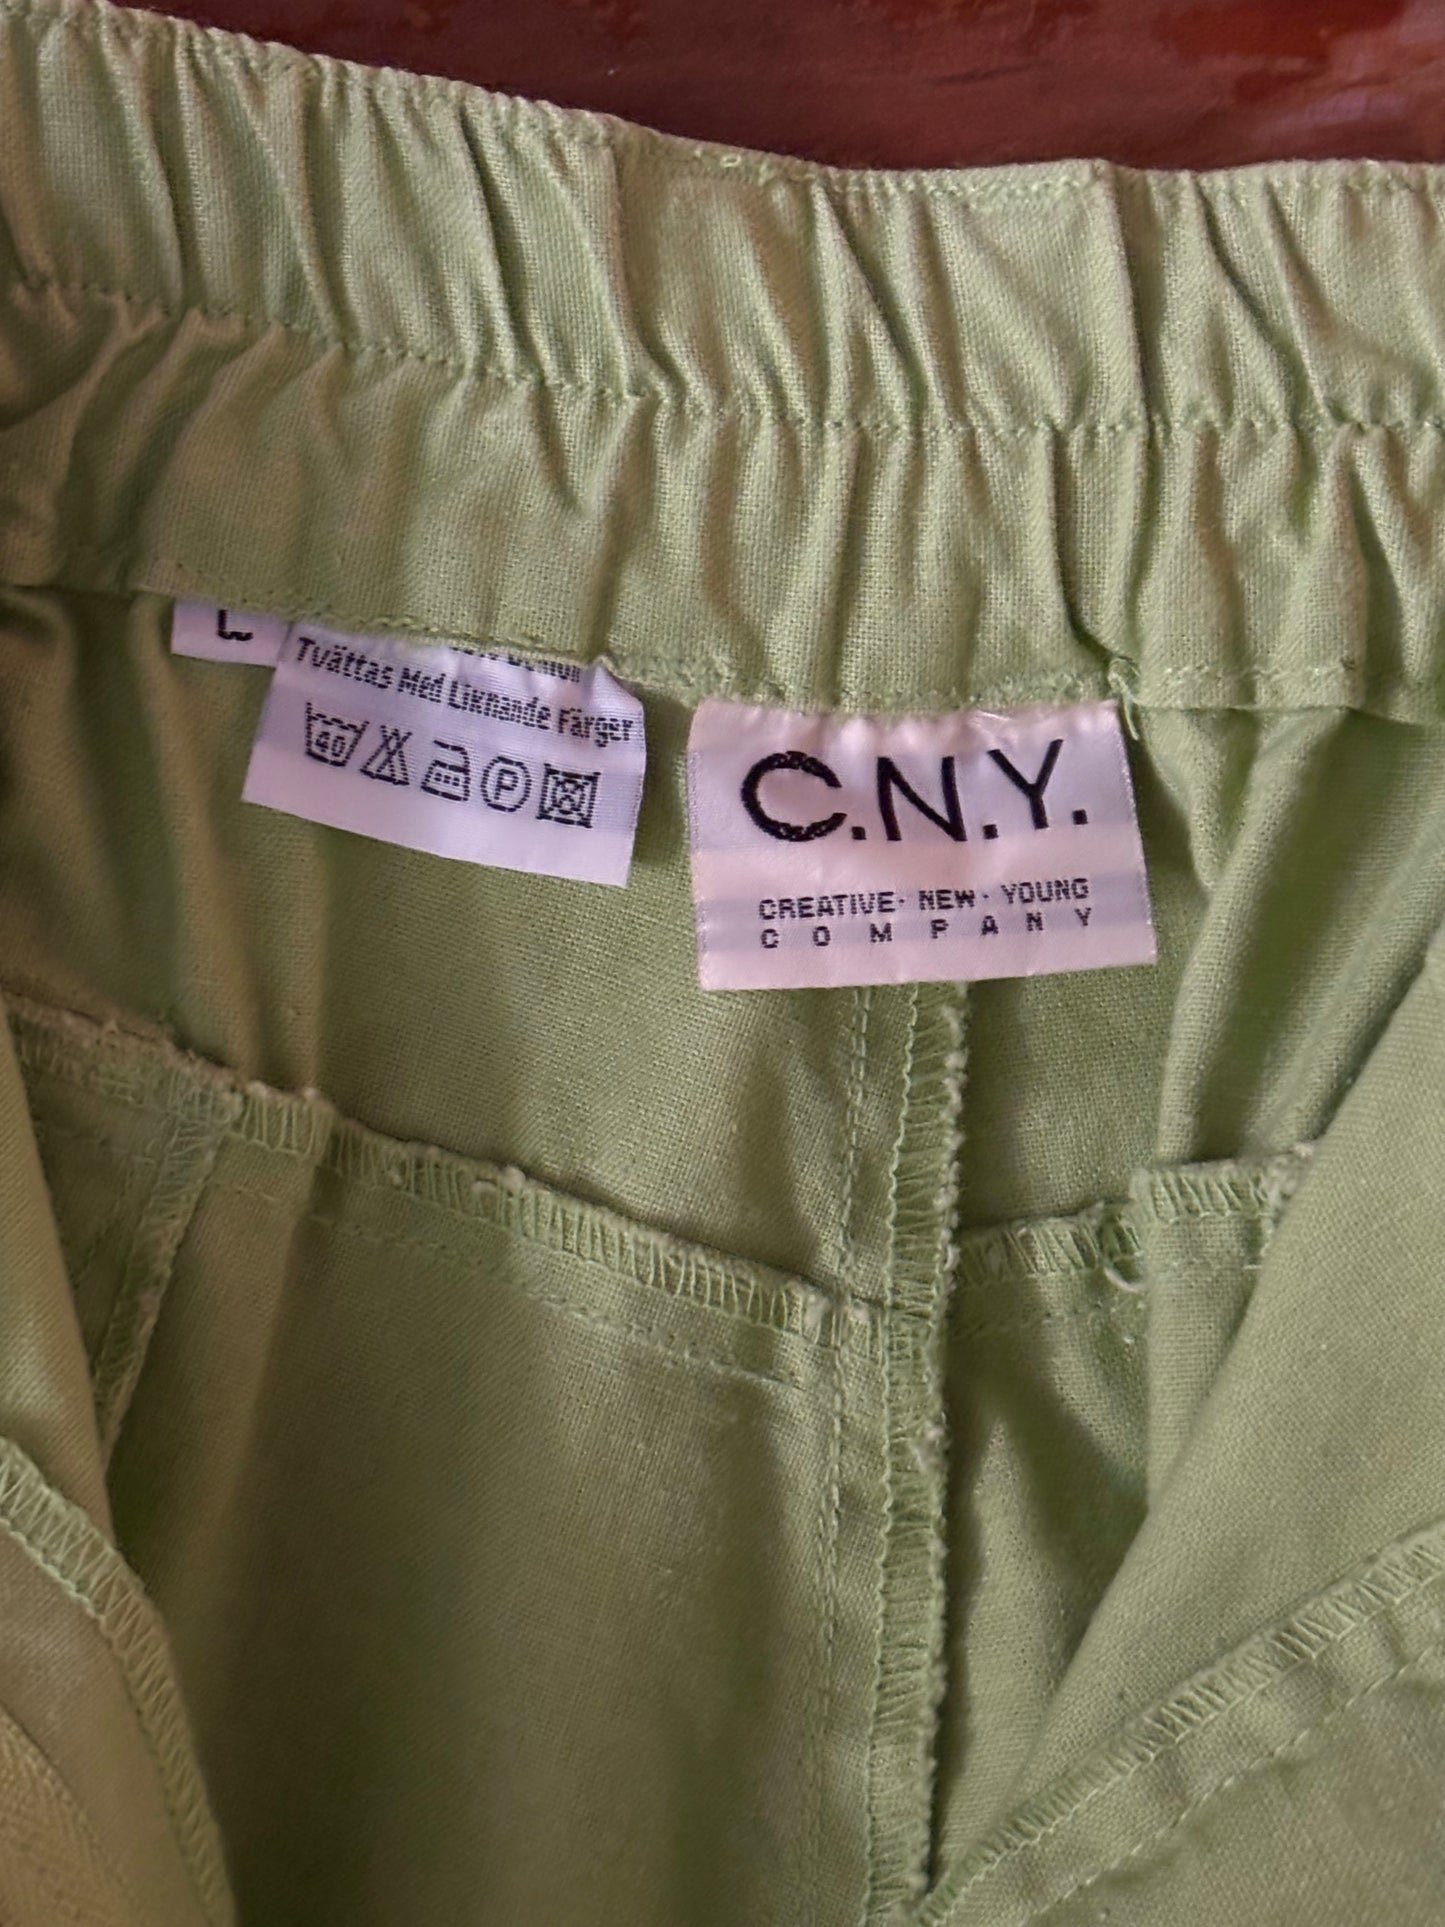 L
Tvättas Med Liknande Färger
40 P
C.N.Y.
CREATIVE· NEW· YOUNG
COMPANY